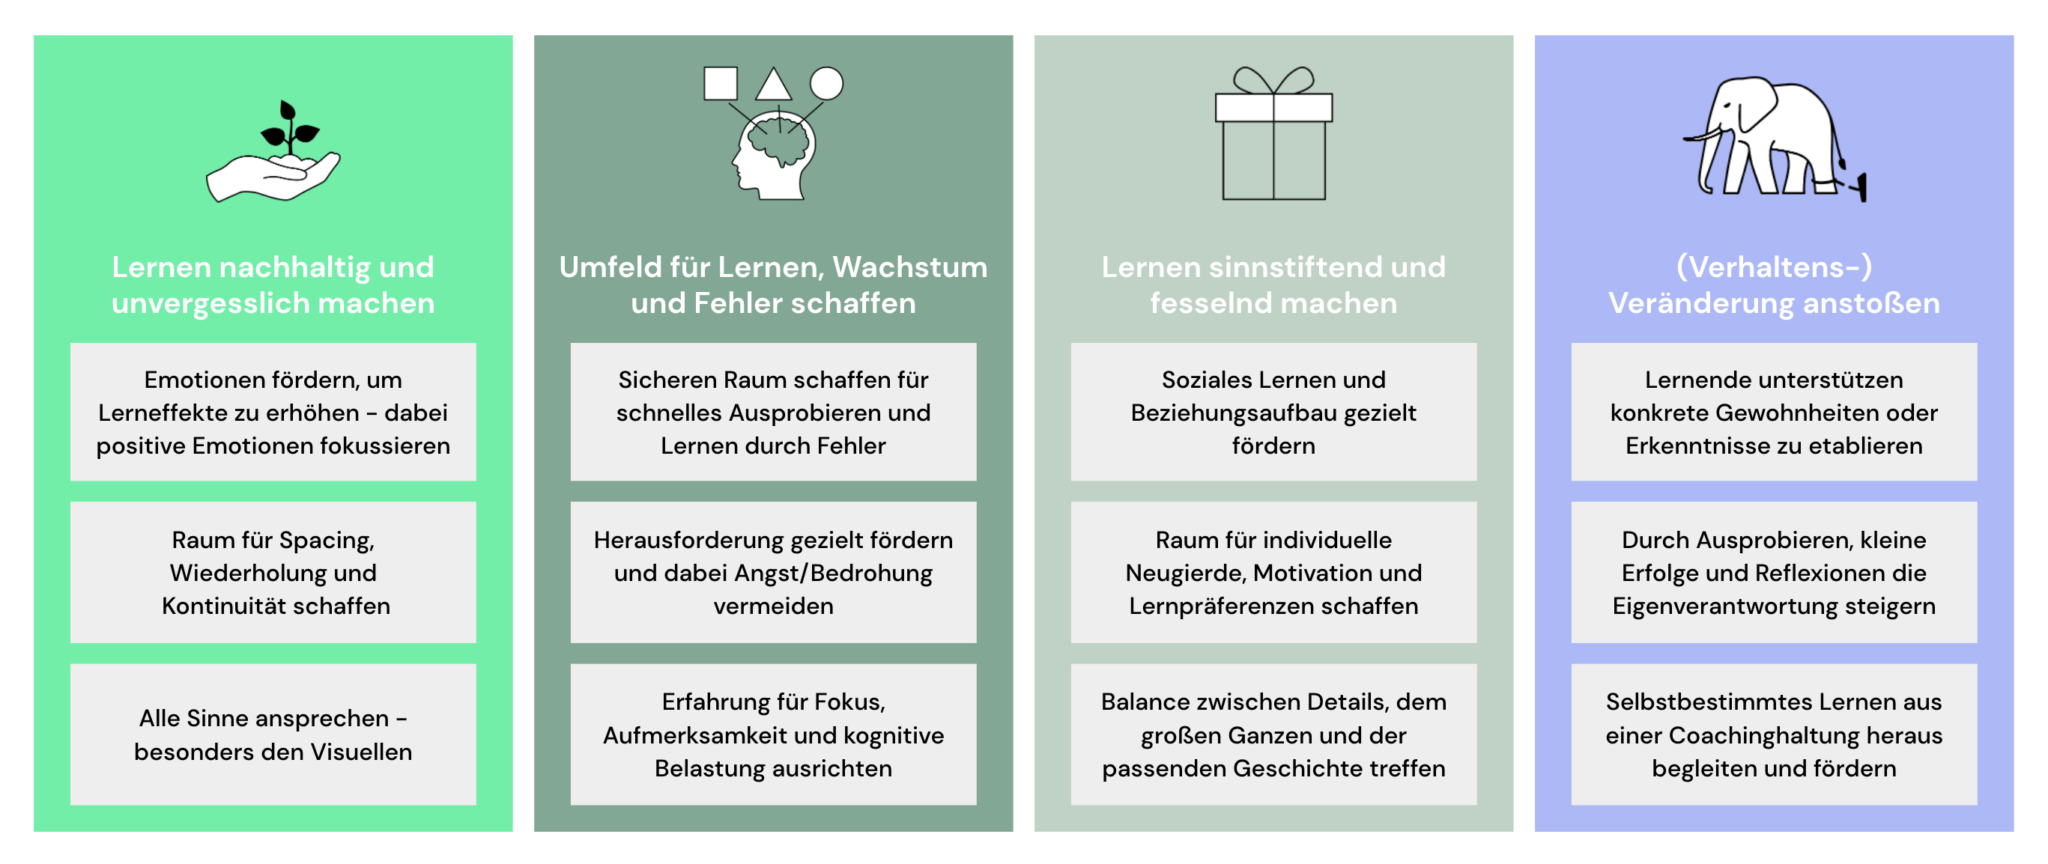 Lernen nachhaltig und
unvergesslich machen
Emotionen fördern, um
Lerneffekte zu erhöhen - dabei
positive Emotionen fokussieren
Raum für Spacing,
Wiederholung und
Kontinuität schaffen
Alle Sinne ansprechen -
besonders den Visuellen
Umfeld für Lernen, Wachstum
und Fehler schaffen
Sicheren Raum schaffen für
schnelles Ausprobieren und
Lernen durch Fehler
Herausforderung gezielt fördern
und dabei Angst/Bedrohung
vermeiden
Erfahrung für Fokus,
Aufmerksamkeit und kognitive
Belastung ausrichten
Lernen sinnstiftend und
fesselnd machen
Soziales Lernen und
Beziehungsaufbau gezielt
fördern
Raum für individuelle
Neugierde, Motivation und
Lernpräferenzen schaffen
Balance zwischen Details, dem
großen Ganzen und der
passenden Geschichte treffen
(Verhaltens-)
Veränderung anstoßen
Lernende unterstützen
konkrete Gewohnheiten oder
Erkenntnisse zu etablieren
Durch Ausprobieren, kleine
Erfolge und Reflexionen die
Eigenverantwortung steigern
Selbstbestimmtes Lernen aus
einer Coachinghaltung heraus
begleiten und fördern